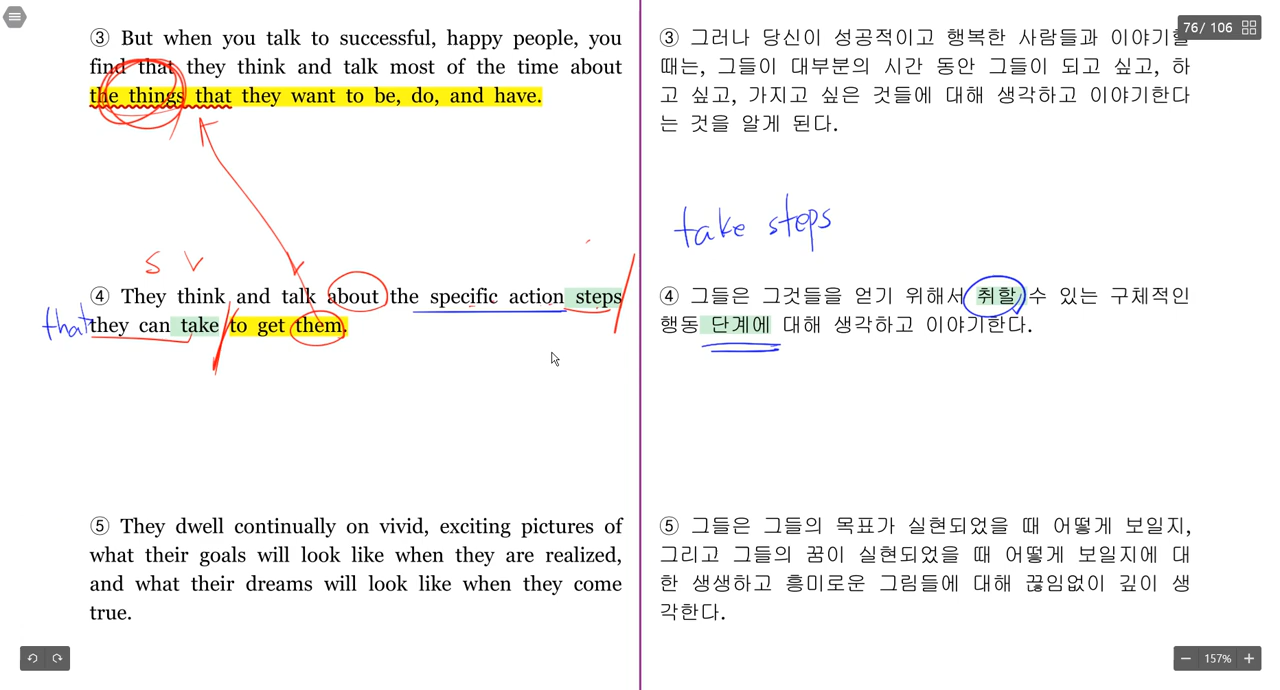 ③ But when you talk to successful, happy people, you
find that they think and talk most of the time about
the things that they want to be, do, and have.
S V
④ They think and talk about the specific action steps
that they can take to get them.
⑤ They dwell continually on vivid, exciting pictures of
what their goals will look like when they are realized,
and what their dreams will look like when they come
true.
76 / 106
③ 그러나 당신이 성공적이고 행복한 사람들과 이야기할
때는, 그들이 대부분의 시간 동안 그들이 되고 싶고, 하
고 싶고, 가지고 싶은 것들에 대해 생각하고 이야기한다
는 것을 알게 된다.
take steps
④ 그들은 그것들을 얻기 위해서 취할 수 있는 구체적인
행동 단계에 대해 생각하고 이야기한다.
⑤ 그들은 그들의 목표가 실현되었을 때 어떻게 보일지,
그리고 그들의 꿈이 실현되었을 때 어떻게 보일지에 대
한 생생하고 흥미로운 그림들에 대해 끊임없이 깊이 생
각한다.
157%